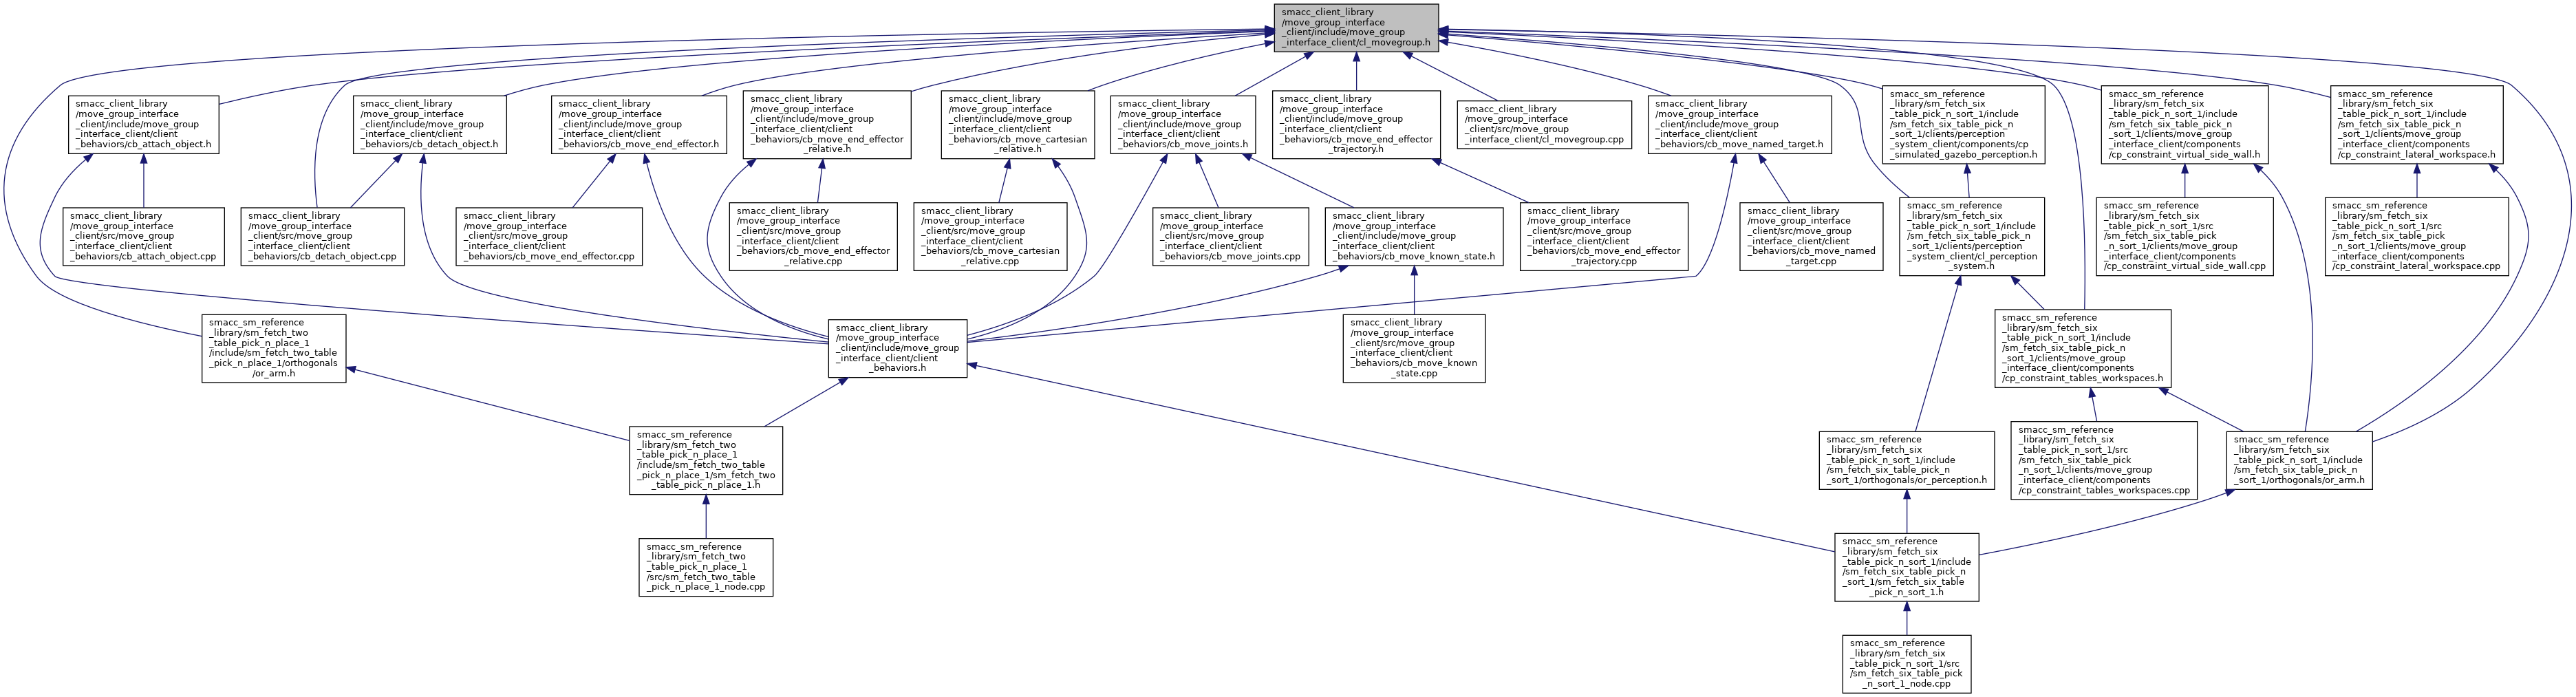 smacc_client_library
/move_group_interface
_client/include/move_group
_interface_client/cl_movegroup.h
smacc_client_library
/move_group_interface
_client/include/move_group
_interface_client/client
_behaviors/cb_attach_object.h
smacc_client_library
/move_group_interface
_client/include/move_group
_interface_client/client
_behaviors/cb_detach_object.h
smacc_client_library
/move_group_interface
_client/include/move_group
_interface_client/client
_behaviors/cb_move_end_effector.h
smacc_client_library
/move_group_interface
_client/include/move_group
_interface_client/client
_behaviors/cb_move_end_effector
_relative.h
smacc_client_library
/move_group_interface
_client/include/move_group
_interface_client/client
_behaviors/cb_move_cartesian
_relative.h
smacc_client_library
/move_group_interface
_client/include/move_group
_interface_client/client
_behaviors/cb_move_joints.h
smacc_client_library
/move_group_interface
_client/include/move_group
_interface_client/client
_behaviors/cb_move_end_effector
_trajectory.h
smacc_client_library
/move_group_interface
_client/src/move_group
_interface_client/cl_movegroup.cpp
smacc_client_library
/move_group_interface
_client/include/move_group
_interface_client/client
_behaviors/cb_move_named_target.h
smacc_sm_reference
_library/sm_fetch_six
_table_pick_n_sort_1/include
/sm_fetch_six_table_pick_n
_sort_1/clients/perception
_system_client/components/cp
_simulated_gazebo_perception.h
smacc_sm_reference
_library/sm_fetch_six
_table_pick_n_sort_1/include
/sm_fetch_six_table_pick_n
_sort_1/clients/move_group
_interface_client/components
/cp_constraint_virtual_side_wall.h
smacc_sm_reference
_library/sm_fetch_six
_table_pick_n_sort_1/include
/sm_fetch_six_table_pick_n
_sort_1/clients/move_group
_interface_client/components
/cp_constraint_lateral_workspace.h
smacc_client_library
/move_group_interface
_client/src/move_group
_interface_client/client
_behaviors/cb_attach_object.cpp
smacc_client_library
/move_group_interface
_client/src/move_group
_interface_client/client
_behaviors/cb_detach_object.cpp
smacc_client_library
/move_group_interface
_client/src/move_group
_interface_client/client
_behaviors/cb_move_end_effector.cpp
smacc_client_library
/move_group_interface
_client/src/move_group
_interface_client/client
_behaviors/cb_move_end_effector
_relative.cpp
smacc_client_library
/move_group_interface
_client/src/move_group
_interface_client/client
_behaviors/cb_move_cartesian
_relative.cpp
smacc_client_library
/move_group_interface
_client/src/move_group
_interface_client/client
_behaviors/cb_move_joints.cpp
smacc_client_library
/move_group_interface
_client/include/move_group
_interface_client/client
_behaviors/cb_move_known_state.h
smacc_client_library
/move_group_interface
_client/src/move_group
_interface_client/client
_behaviors/cb_move_end_effector
_trajectory.cpp
smacc_client_library
/move_group_interface
_client/src/move_group
_interface_client/client
_behaviors/cb_move_named
_target.cpp
smacc_sm_reference
_library/sm_fetch_six
_table_pick_n_sort_1/include
/sm_fetch_six_table_pick_n
_sort_1/clients/perception
_system_client/cl_perception
_system.h
smacc_sm_reference
_library/sm_fetch_six
_table_pick_n_sort_1/src
/sm_fetch_six_table_pick
_n_sort_1/clients/move_group
_interface_client/components
/cp_constraint_virtual_side_wall.cpp
smacc_sm_reference
_library/sm_fetch_six
_table_pick_n_sort_1/src
/sm_fetch_six_table_pick
_n_sort_1/clients/move_group
_interface_client/components
/cp_constraint_lateral_workspace.cpp
smacc_sm_reference
_library/sm_fetch_two
_table_pick_n_place_1
/include/sm_fetch_two_table
_pick_n_place_1/orthogonals
/or_arm.h
smacc_client_library
/move_group_interface
_client/include/move_group
_interface_client/client
_behaviors.h
smacc_client_library
/move_group_interface
_client/src/move_group
_interface_client/client
_behaviors/cb_move_known
_state.cpp
smacc_sm_reference
_library/sm_fetch_six
_table_pick_n_sort_1/include
/sm_fetch_six_table_pick_n
_sort_1/clients/move_group
_interface_client/components
/cp_constraint_tables_workspaces.h
smacc_sm_reference
_library/sm_fetch_two
_table_pick_n_place_1
/include/sm_fetch_two_table
_pick_n_place_1/sm_fetch_two
_table_pick_n_place_1.h
smacc_sm_reference
_library/sm_fetch_six
_table_pick_n_sort_1/include
/sm_fetch_six_table_pick_n
_sort_1/orthogonals/or_perception.h
smacc_sm_reference
_library/sm_fetch_six
_table_pick_n_sort_1/src
/sm_fetch_six_table_pick
_n_sort_1/clients/move_group
_interface_client/components
/cp_constraint_tables_workspaces.cpp
smacc_sm_reference
_library/sm_fetch_six
_table_pick_n_sort_1/include
/sm_fetch_six_table_pick_n
_sort_1/orthogonals/or_arm.h
smacc_sm_reference
_library/sm_fetch_two
_table_pick_n_place_1
/src/sm_fetch_two_table
_pick_n_place_1_node.cpp
smacc_sm_reference
_library/sm_fetch_six
_table_pick_n_sort_1/include
/sm_fetch_six_table_pick_n
_sort_1/sm_fetch_six_table
_pick_n_sort_1.h
smacc_sm_reference
_library/sm_fetch_six
_table_pick_n_sort_1/src
/sm_fetch_six_table_pick
_n_sort_1_node.cpp